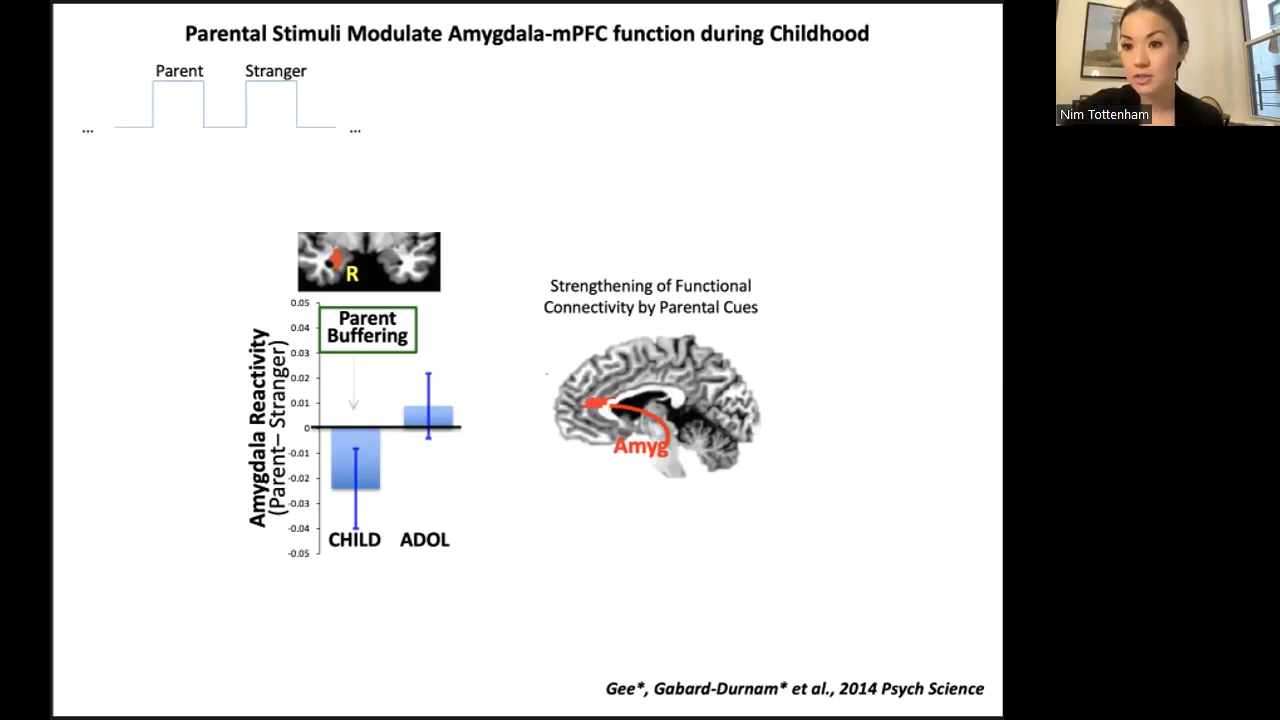 Parental Stimuli Modulate Amygdala-mPFC function during Childhood
Parent Stranger
... ...
Nim Tottenham
R
Strengthening of Functional
Connectivity by Parental Cues
Amygdala Reactivity
(Parent– Stranger)
0.05
0.04
0.03
0.02
0.01
0
-0.01
-0.02
-0.03
-0.04
-0.05
Parent
Buffering
CHILD ADOL
Amyg
Gee*, Gabard-Durnam* et al., 2014 Psych Science